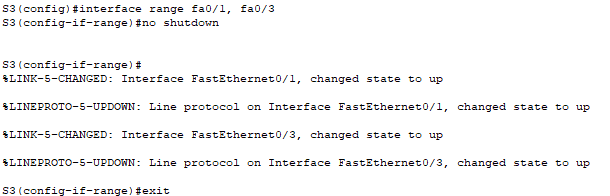 S3(config)#interface range fa0/1, fa0/3
S3(config-if-range)#no shutdown
S3(config-if-range)#
%LINK-5-CHANGED: Interface FastEthernet0/1, changed state to up
%LINEPROTO-5-UPDOWN: Line protocol on Interface FastEthernet0/1, changed state to up
%LINK-5-CHANGED: Interface FastEthernet0/3, changed state to up
%LINEPROTO-5-UPDOWN: Line protocol on Interface FastEthernet0/3, changed state to up
S3(config-if-range)#exit